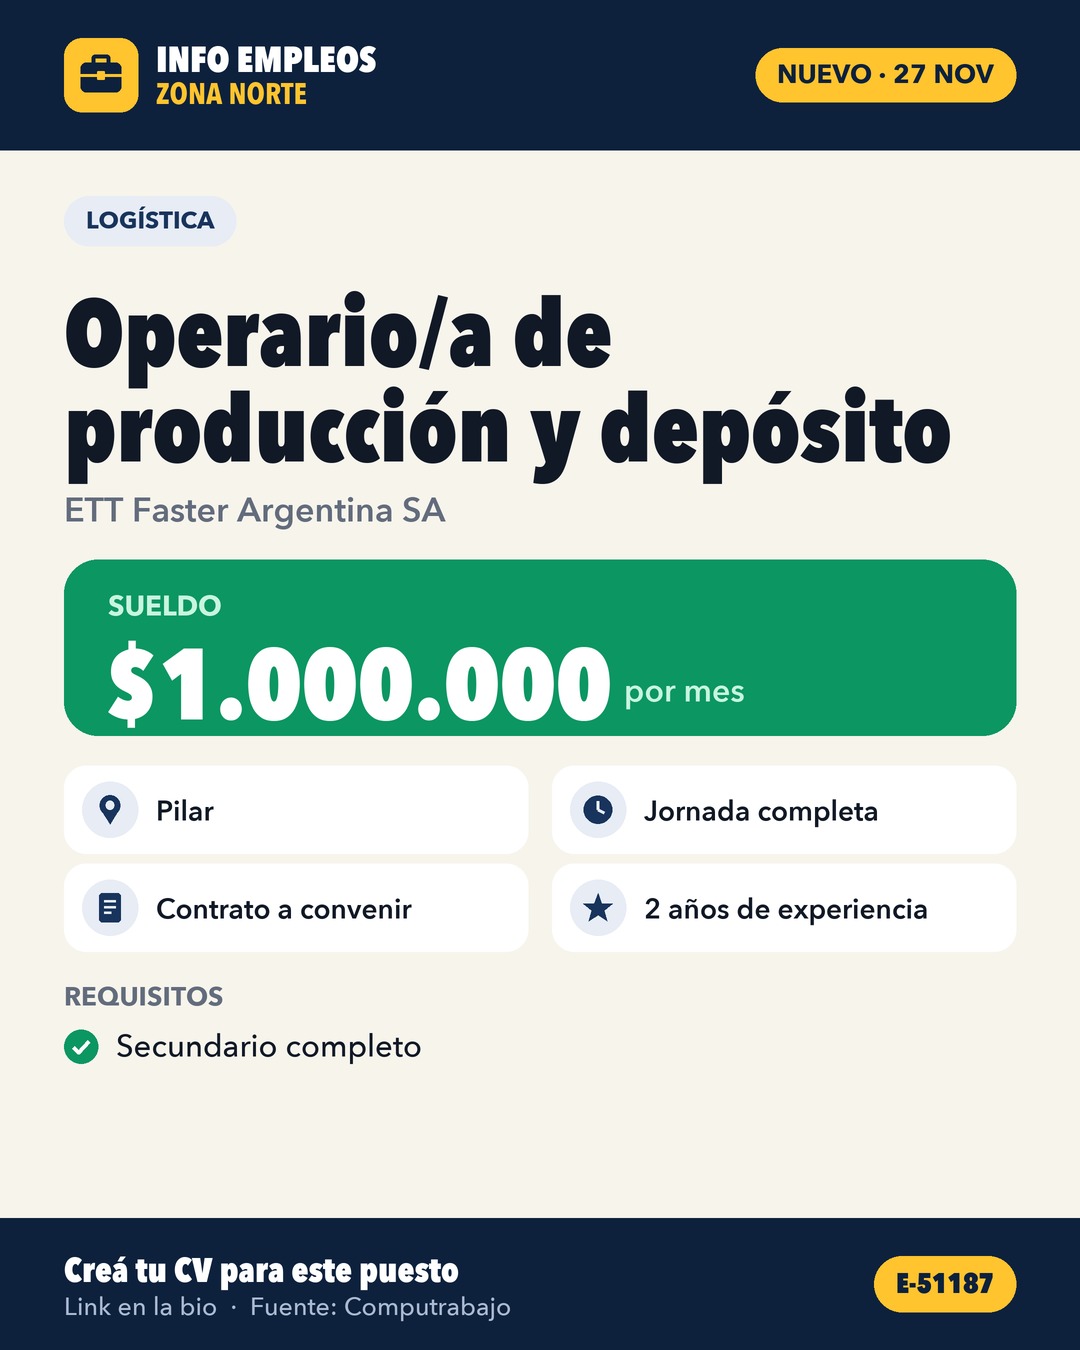 INFO EMPLEOS
ZONA NORTE
NUEVO · 27 NOV
LOGÍSTICA
Operario/a de
producción y depósito
ETT Faster Argentina SA
SUELDO
$1.000.000 por mes
Pilar
Jornada completa
Contrato a convenir
2 años de experiencia
REQUISITOS
Secundario completo
Creá tu CV para este puesto
Link en la bio · Fuente: Computrabajo
E-51187